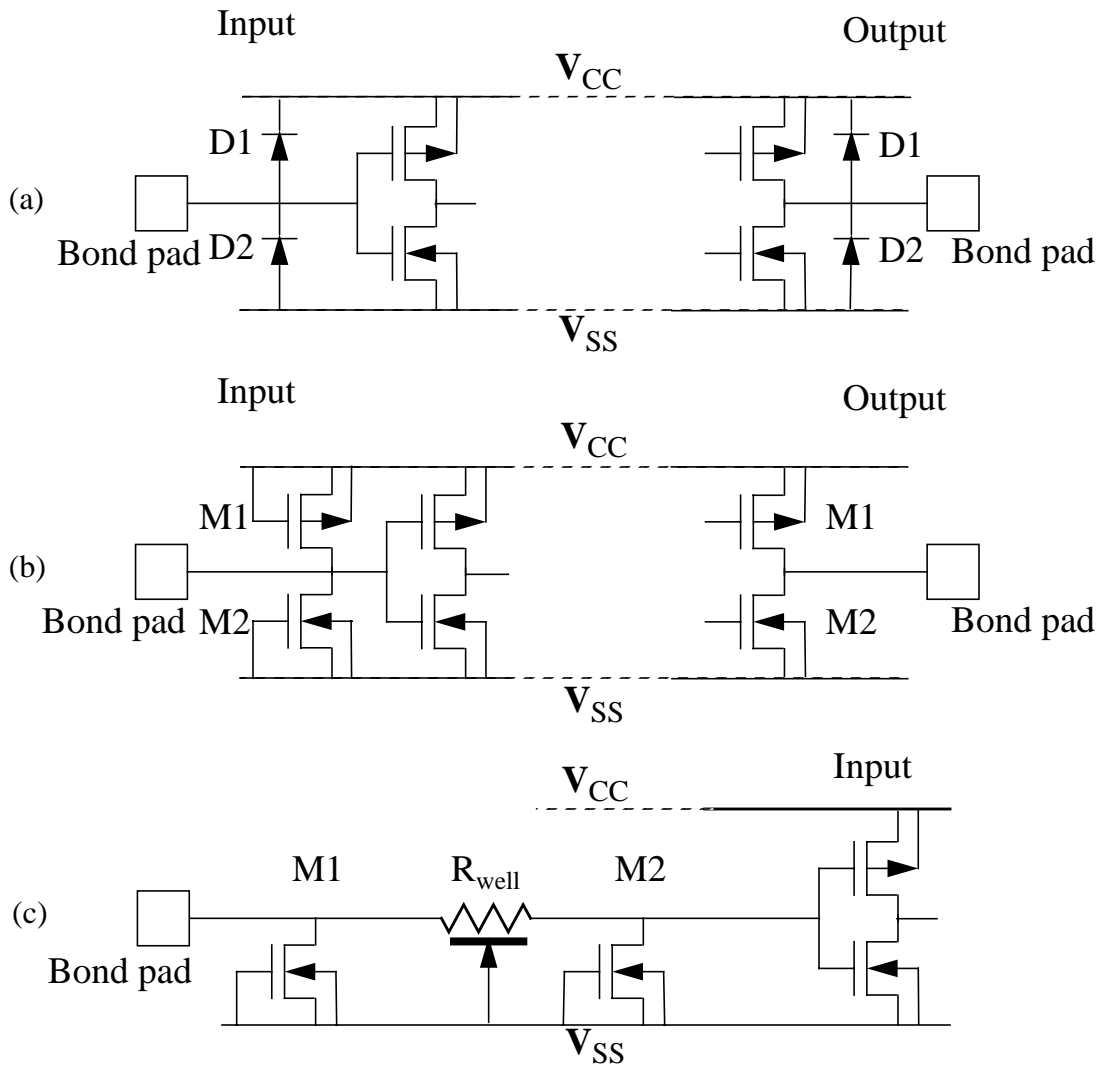 Input Output
V_CC
D1 D1
(a)
D2 D2
Bond pad Bond pad
V_SS
Input Output
V_CC
M1 M1
(b)
Bond pad M2 M2 Bond pad
V_SS
Input
V_CC
M1 R_well M2
(c)
Bond pad
V_SS